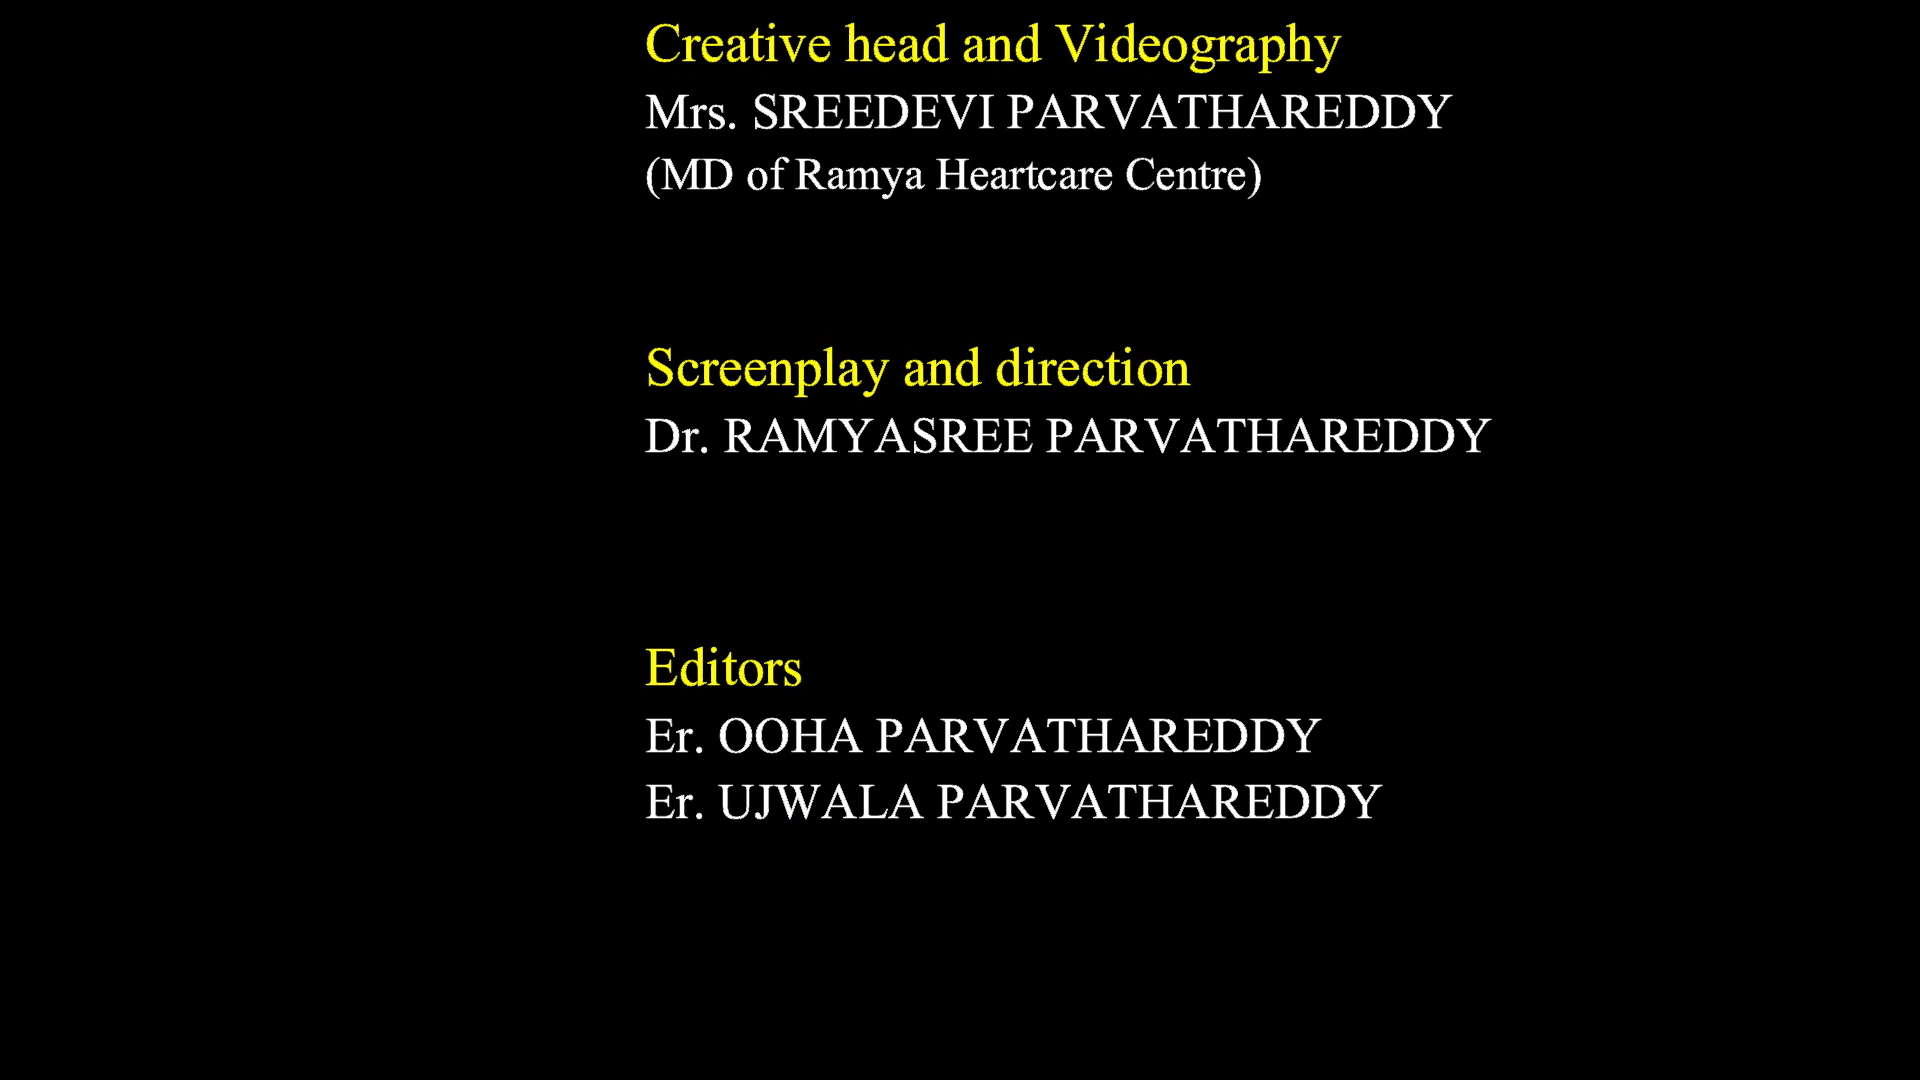 Creative head and Videography
Mrs. SREEDEVI PARVATHAREDDY
(MD of Ramya Heartcare Centre)
Screenplay and direction
Dr. RAMYASREE PARVATHAREDDY
Editors
Er. OOHA PARVATHAREDDY
Er. UJWALA PARVATHAREDDY